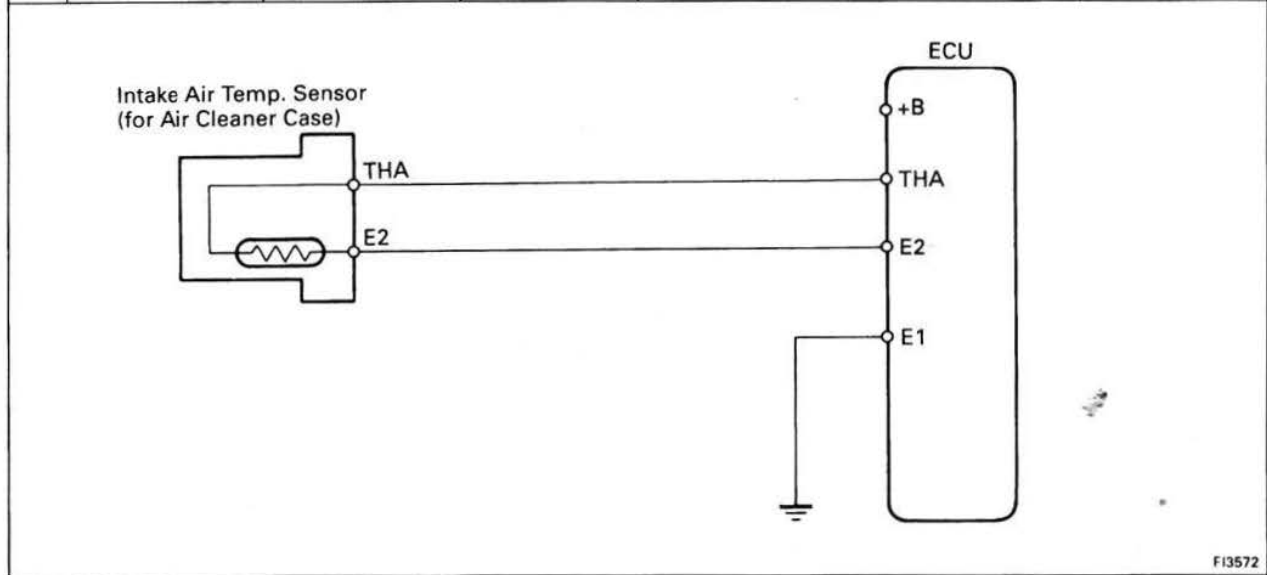 ECU
Intake Air Temp. Sensor
(for Air Cleaner Case)
+B
THA
THA
E2
E2
E1
FI3572